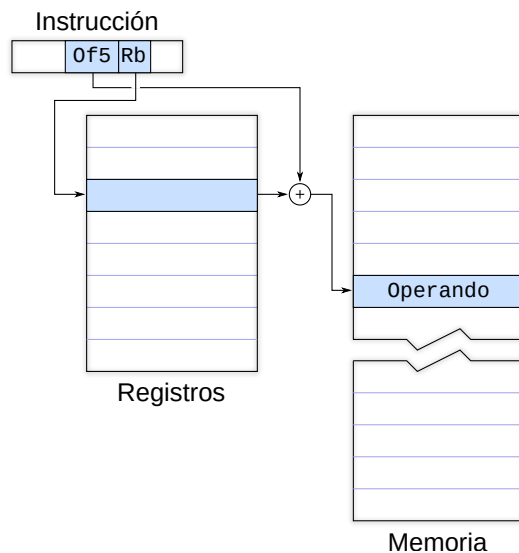 Instrucción
Of5 Rb
Operando
Registros
Memoria